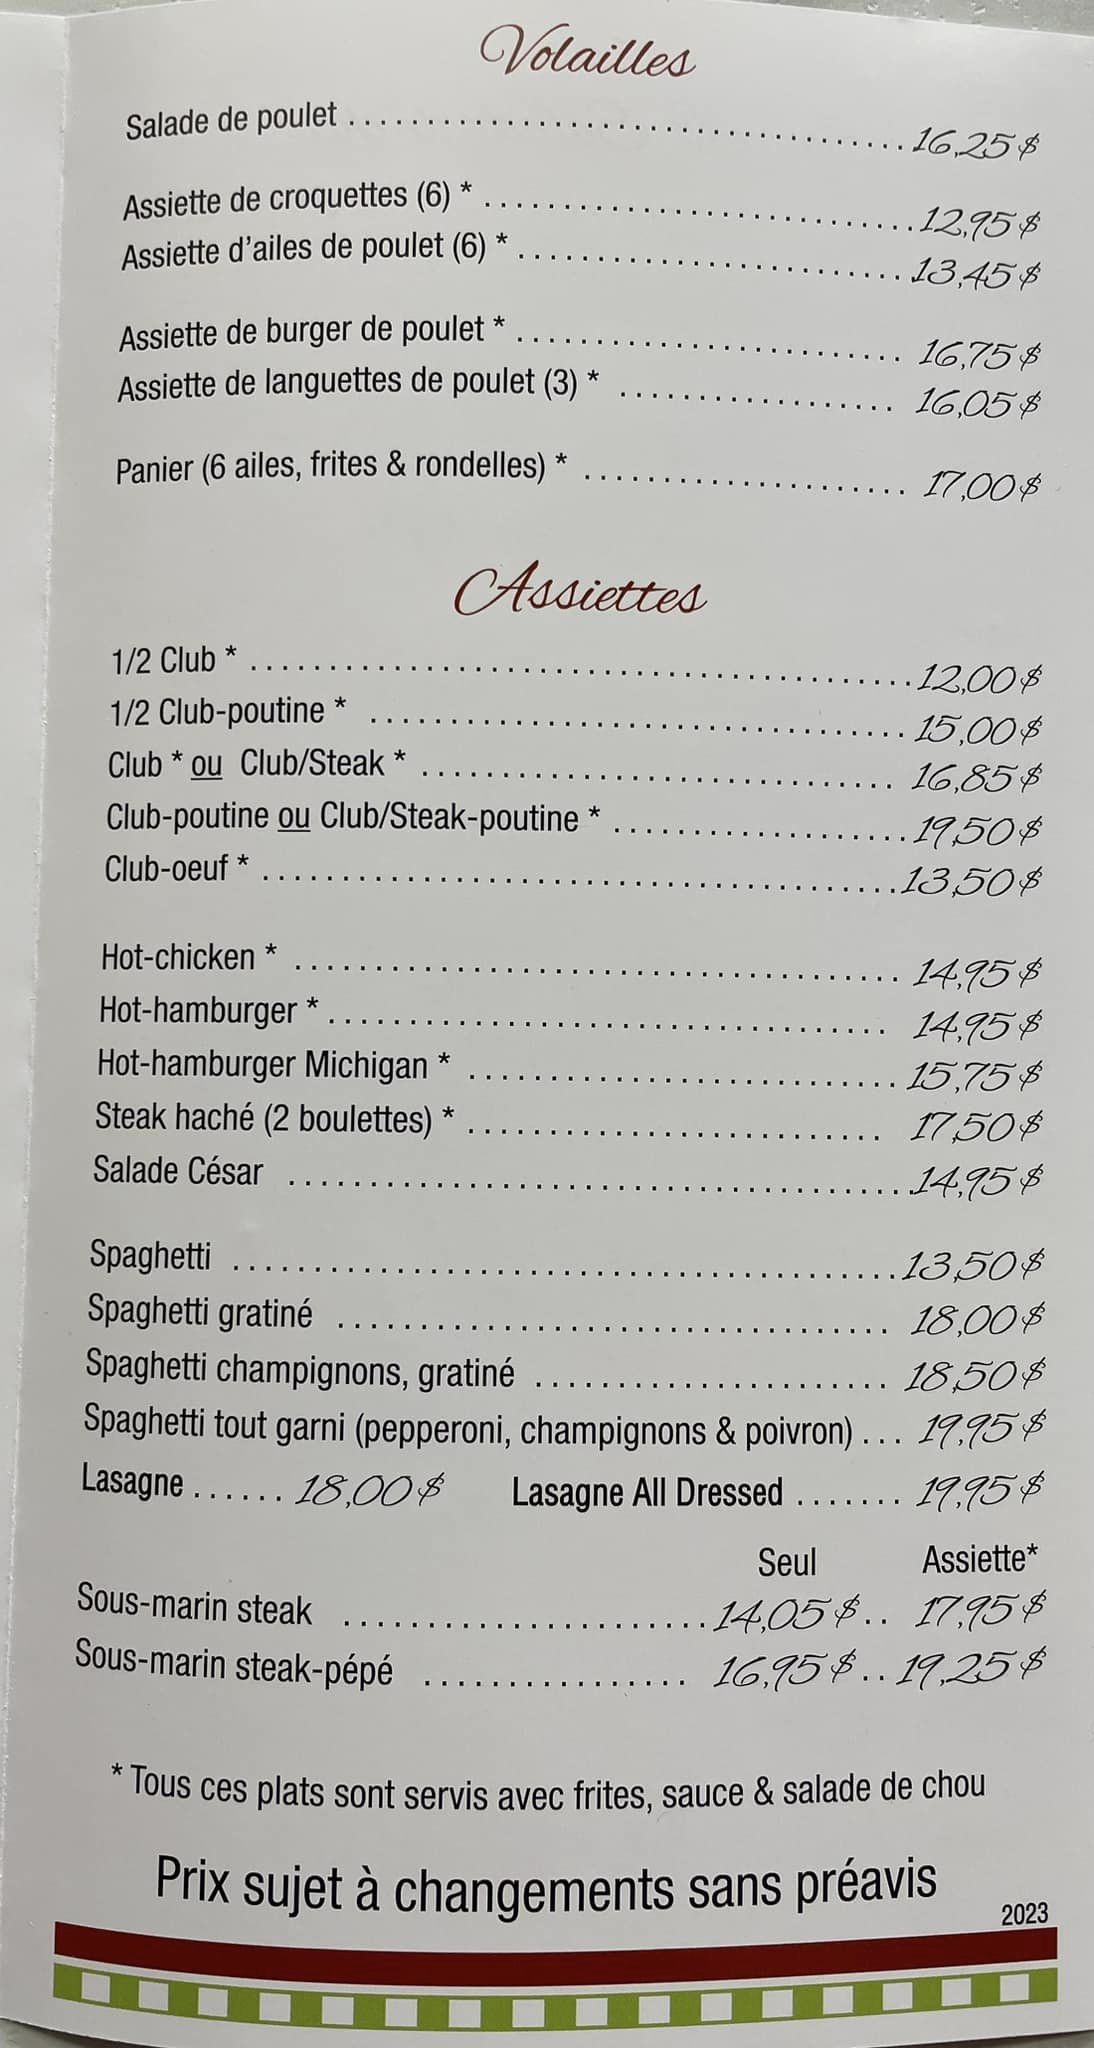 Volailles
Salade de poulet ........ 16,25 $
Assiette de croquettes (6) * ........ 12,95 $
Assiette d'ailes de poulet (6) * ........ 13,45 $
Assiette de burger de poulet * ........ 16,75 $
Assiette de languettes de poulet (3) * ........ 16,05 $
Panier (6 ailes, frites & rondelles) * ........ 17,00 $
Assiettes
1/2 Club * ........ 12,00 $
1/2 Club-poutine * ........ 15,00 $
Club * ou Club/Steak * ........ 16,85 $
Club-poutine ou Club/Steak-poutine * ........ 19,50 $
Club-oeuf * ........ 13,50 $
Hot-chicken * ........ 14,95 $
Hot-hamburger * ........ 14,95 $
Hot-hamburger Michigan * ........ 15,75 $
Steak haché (2 boulettes) * ........ 17,50 $
Salade César ........ 14,95 $
Spaghetti ........ 13,50 $
Spaghetti gratiné ........ 18,00 $
Spaghetti champignons, gratiné ........ 18,50 $
Spaghetti tout garni (pepperoni, champignons & poivron) ... 19,95 $
Lasagne ...... 18,00 $ Lasagne All Dressed ....... 19,95 $
Seul Assiette*
Sous-marin steak ........ 14,05 $ .. 17,95 $
Sous-marin steak-pépé ........ 16,95 $ .. 19,25 $
* Tous ces plats sont servis avec frites, sauce & salade de chou
Prix sujet à changements sans préavis
2023